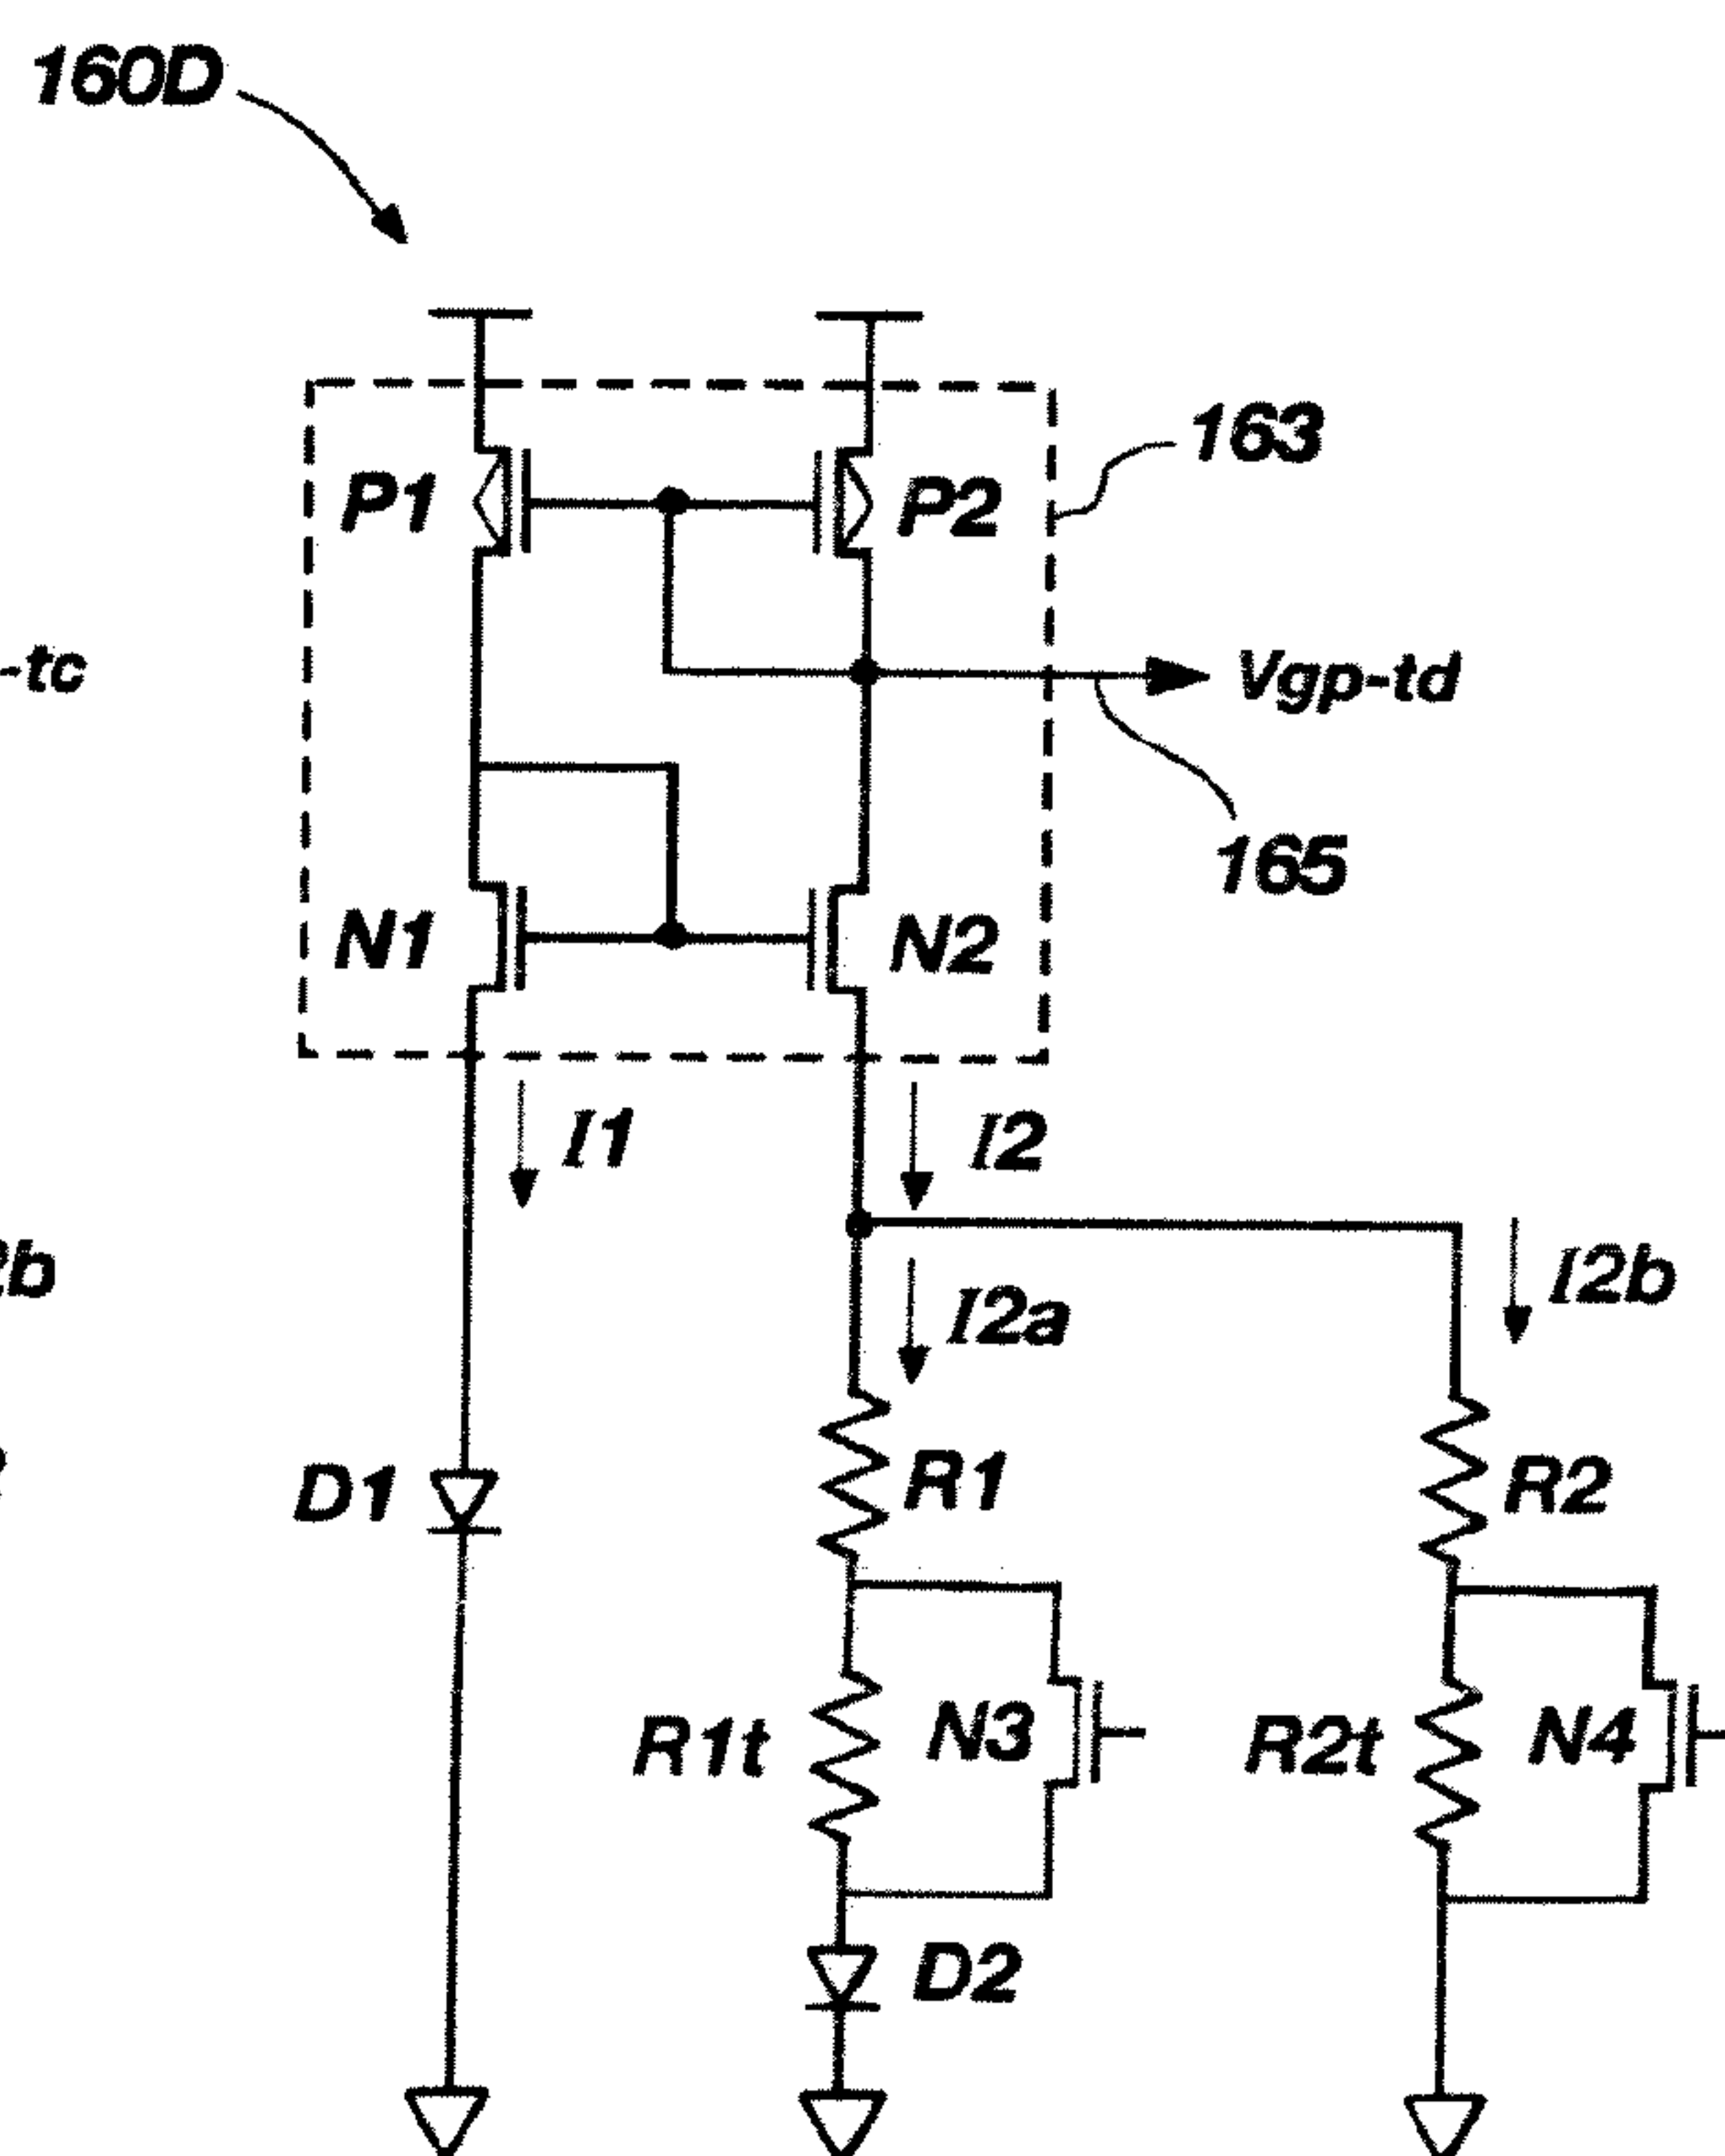 160D
163
P1
P2
-tc
Vgp-td
165
N1
N2
I1
I2
2b
I2a
I2b
D1
R1
R2
R1t
N3
R2t
N4
D2